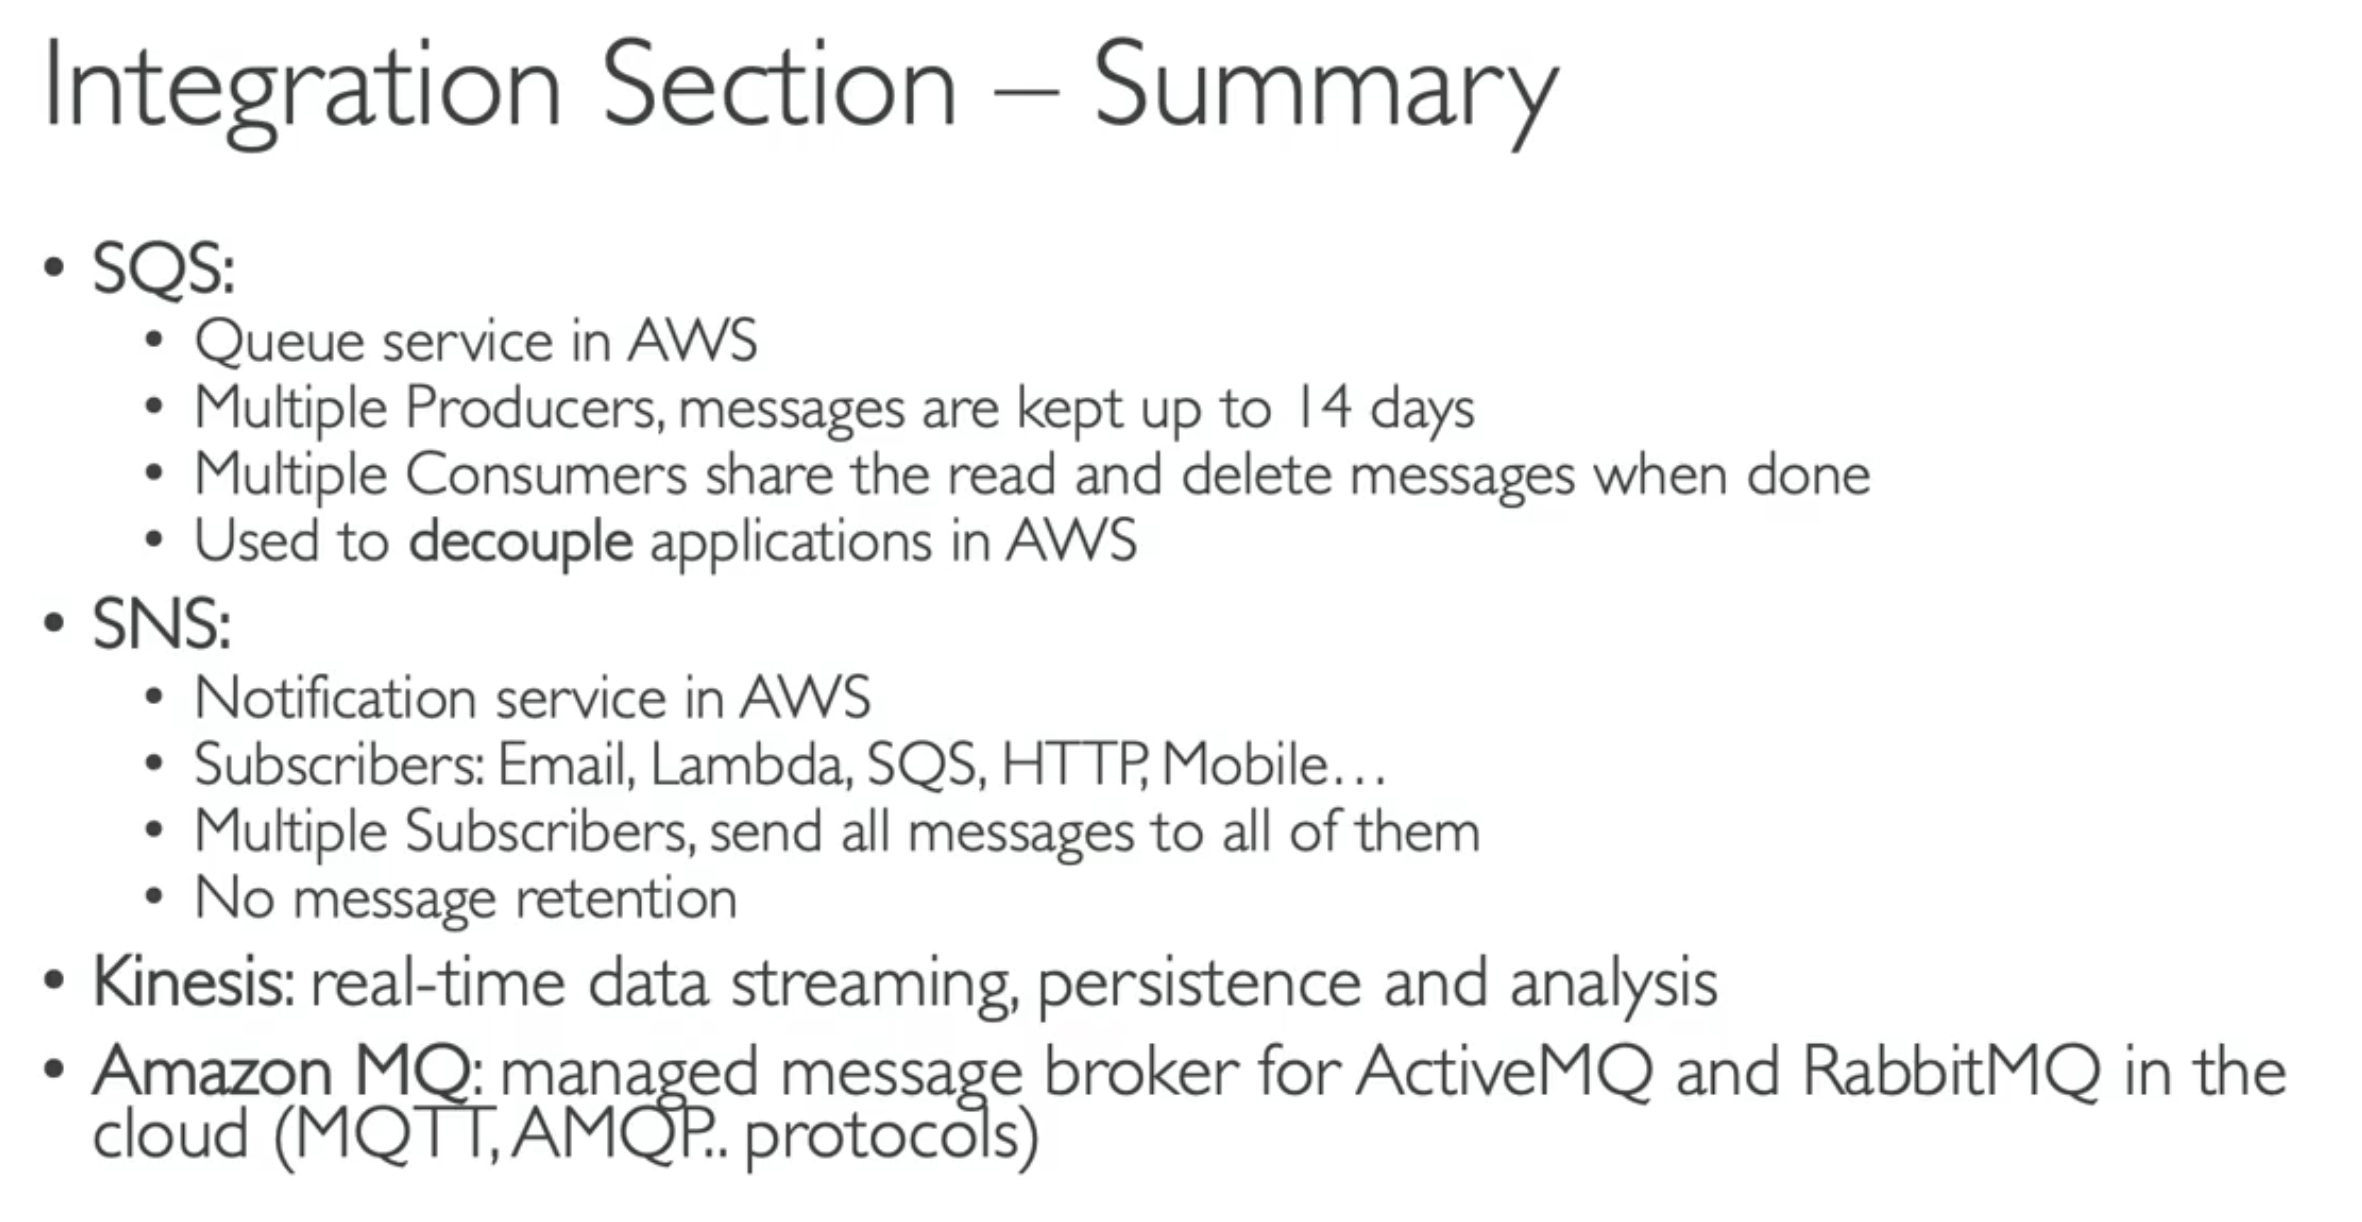 Integration Section – Summary
• SQS:
• Queue service in AWS
• Multiple Producers, messages are kept up to 14 days
• Multiple Consumers share the read and delete messages when done
• Used to decouple applications in AWS
• SNS:
• Notification service in AWS
• Subscribers: Email, Lambda, SQS, HTTP, Mobile…
• Multiple Subscribers, send all messages to all of them
• No message retention
• Kinesis: real-time data streaming, persistence and analysis
• Amazon MQ: managed message broker for ActiveMQ and RabbitMQ in the
cloud (MQTT, AMQP.. protocols)